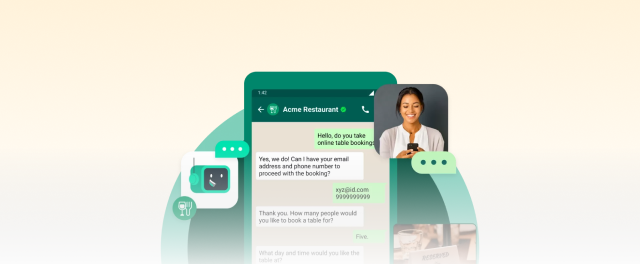 1:42
Acme Restaurant
Hello, do you take
online table bookings
Yes, we do! Can I have your email
address and phone number to
proceed with the booking?
xyz@id.com
9999999999
Thank you. How many people would
you like to book a table for?
Five
What day and time would you like the
table at?